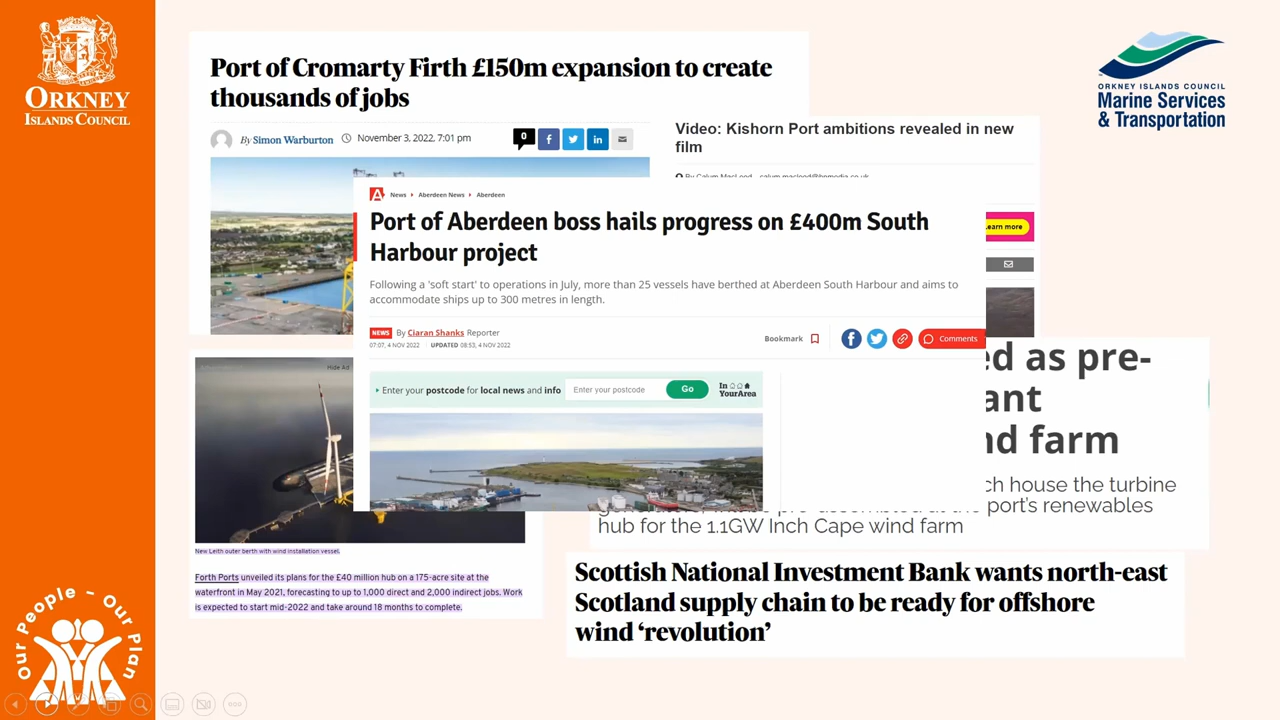 ORKNEY
ISLANDS COUNCIL
Port of Cromarty Firth £150m expansion to create
thousands of jobs
By Simon Warburton November 3, 2022, 7:01 pm
0
ORKNEY ISLANDS COUNCIL
Marine Services
& Transportation
Video: Kishorn Port ambitions revealed in new
film
By Calum MacLeod
News Aberdeen News Aberdeen
Port of Aberdeen boss hails progress on £400m South
Harbour project
Following a 'soft start' to operations in July, more than 25 vessels have berthed at Aberdeen South Harbour and aims to
accommodate ships up to 300 metres in length.
NEWS By Ciaran Shanks Reporter
07:07, 4 NOV 2022 UPDATED 08:53, 4 NOV 2022
Bookmark
Comments
Enter your postcode for local news and info Enter your postcode Go
In
YourArea
earn more
Hide Ad
ed as pre-
ant
nd farm
ch house the turbine
port's renewables
hub for the 1.1GW Inch Cape wind farm
New Leith outer berth with wind installation vessel.
Forth Ports unveiled its plans for the £40 million hub on a 175-acre site at the
waterfront in May 2021, forecasting to up to 1,000 direct and 2,000 indirect jobs. Work
is expected to start mid-2022 and take around 18 months to complete.
Scottish National Investment Bank wants north-east
Scotland supply chain to be ready for offshore
wind 'revolution'
Our People - Our Plan